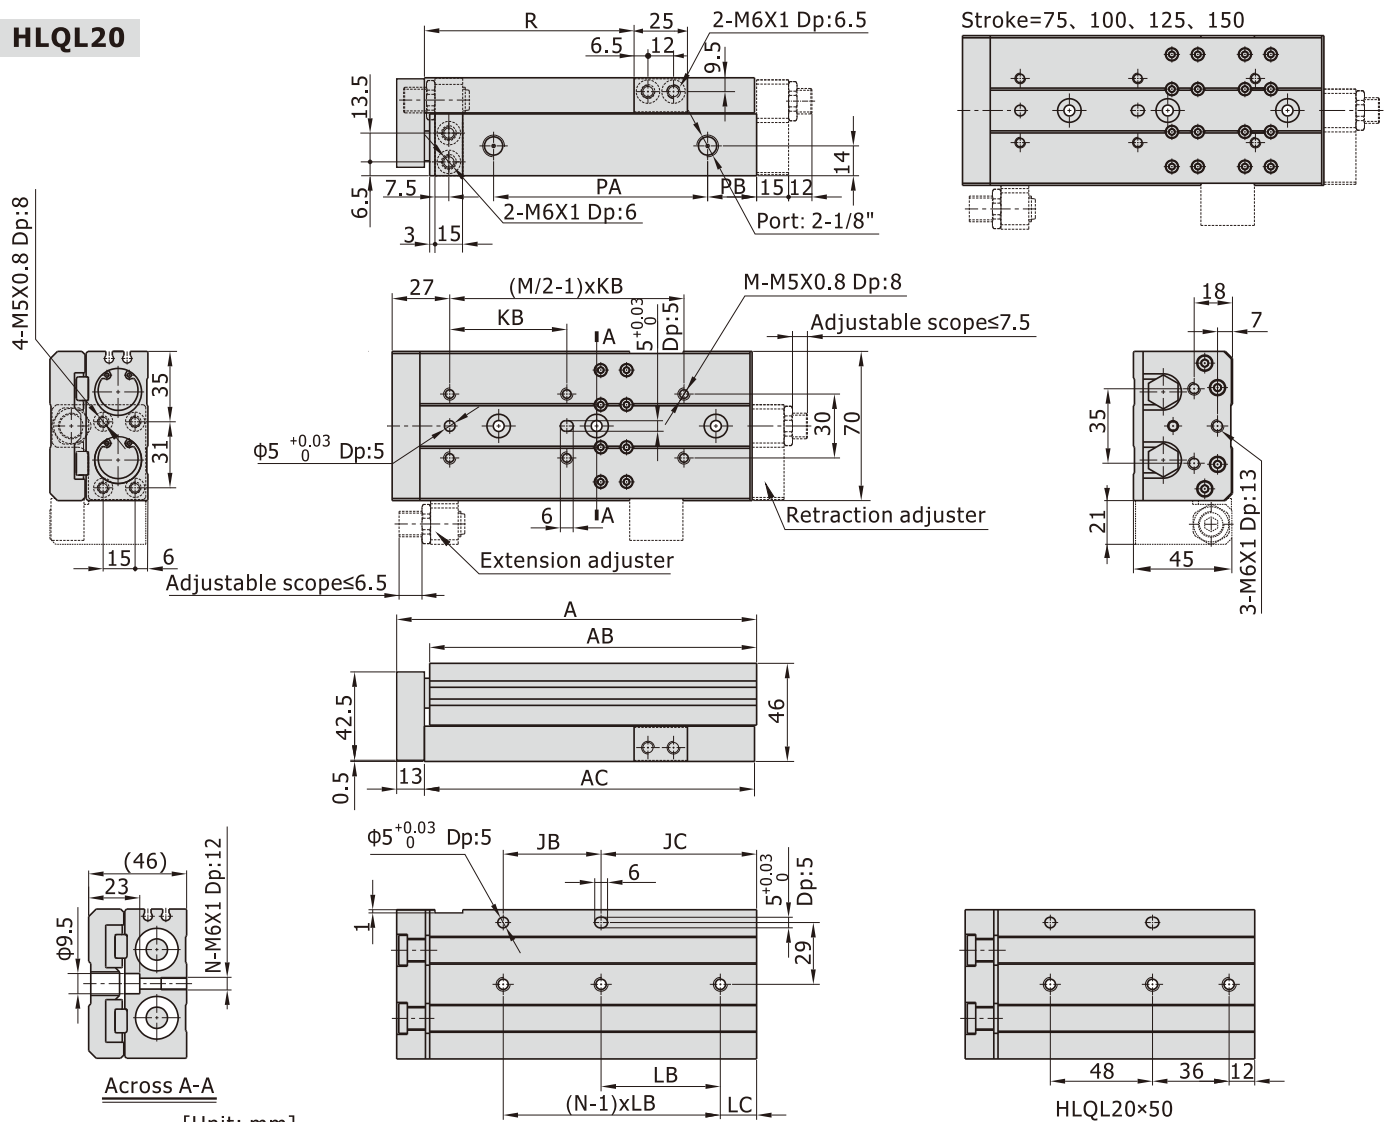 HLQL20
R
25
2-M6X1 Dp:6.5
6.5
12
9.5
13.5
6.5
7.5
PA
PB
15
12
14
2-M6X1 Dp:6
Port: 2-1/8"
3
15
Stroke=75、100、125、150
4-M5X0.8 Dp:8
35
31
15
6
27
(M/2-1)xKB
KB
A
5 +0.03 0 Dp:5
M-M5X0.8 Dp:8
Adjustable scope≤7.5
30
70
Φ5 +0.03 0 Dp:5
6
A
Retraction adjuster
Extension adjuster
Adjustable scope≤6.5
18
7
35
21
45
3-M6X1 Dp:13
A
AB
42.5
46
0.5
13
AC
(46)
23
Φ9.5
N-M6X1 Dp:12
Across A-A
Φ5 +0.03 0 Dp:5
JB
JC
6
5 +0.03 0 Dp:5
1
29
LB
(N-1)xLB
LC
48
36
12
HLQL20×50
[Unit: mm]